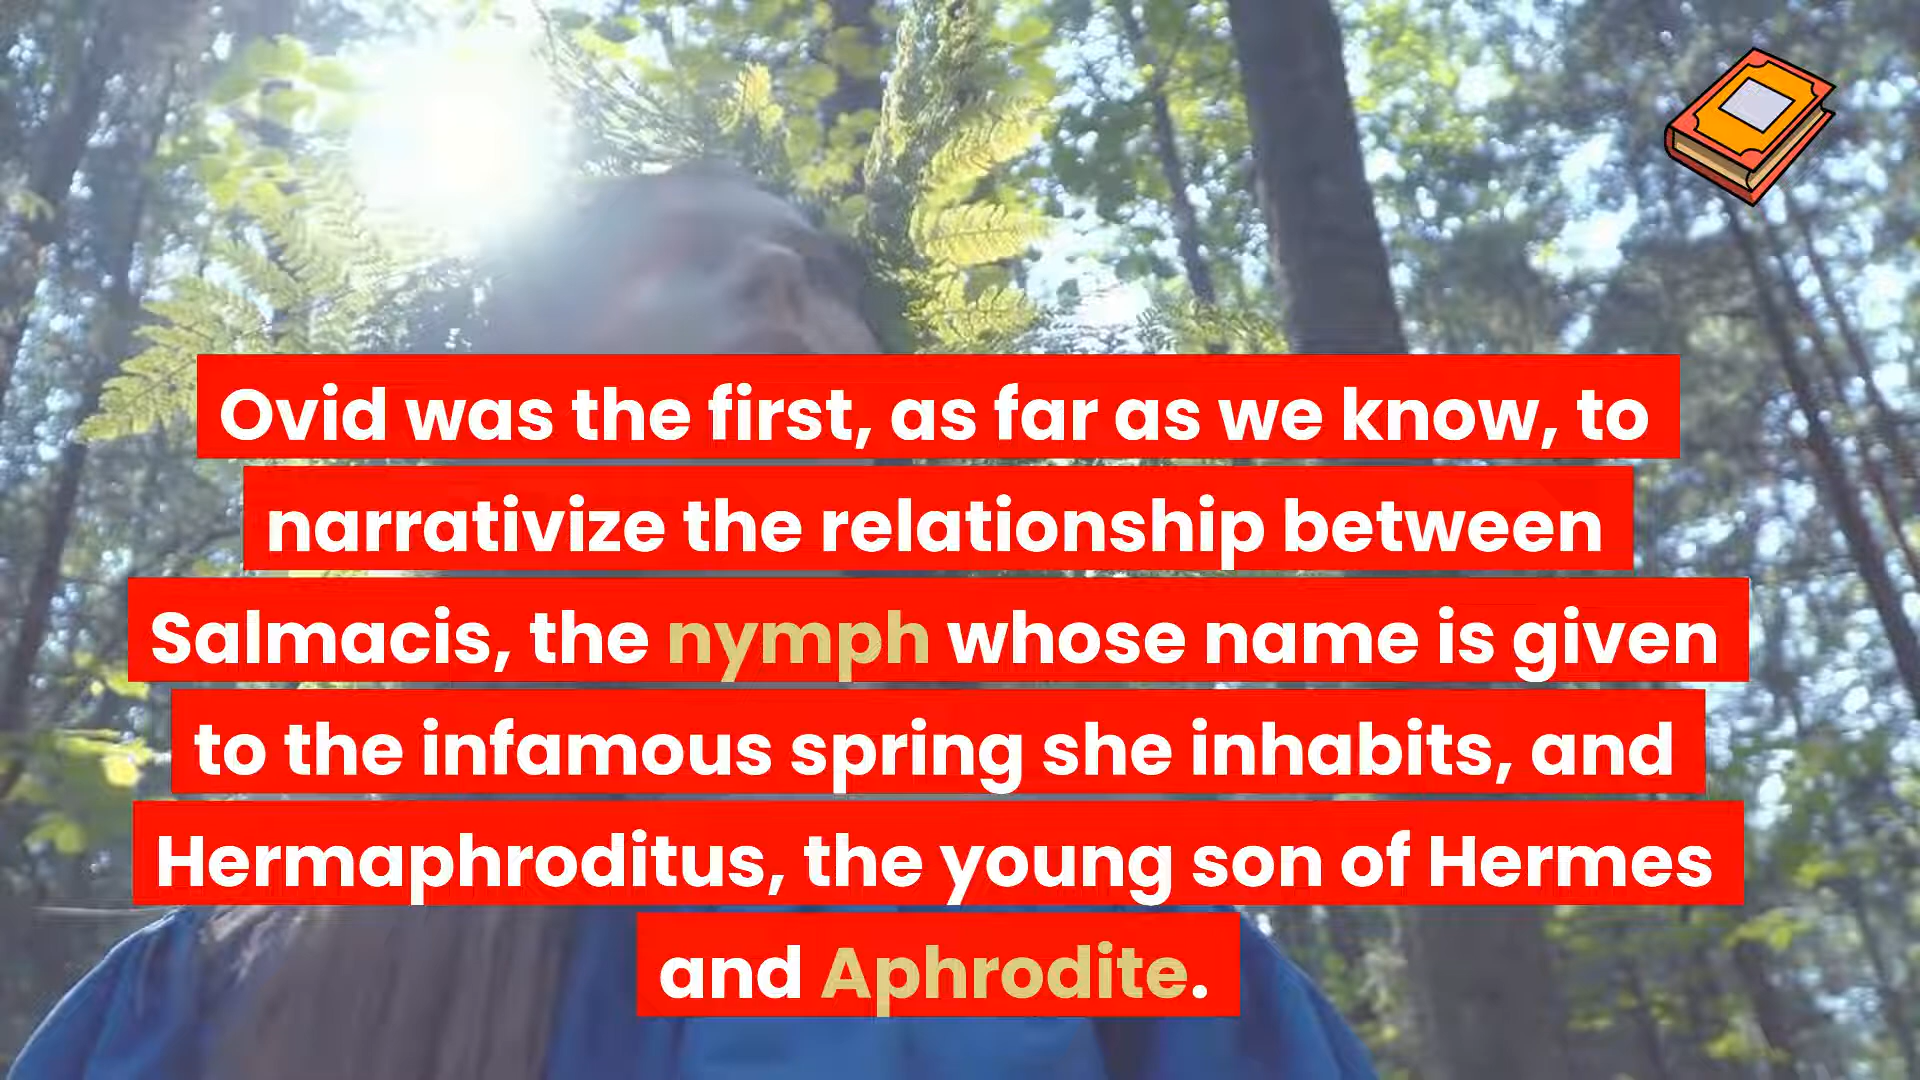 Ovid was the first, as far as we know, to
narrativize the relationship between
Salmacis, the nymph whose name is given
to the infamous spring she inhabits, and
Hermaphroditus, the young son of Hermes
and Aphrodite.